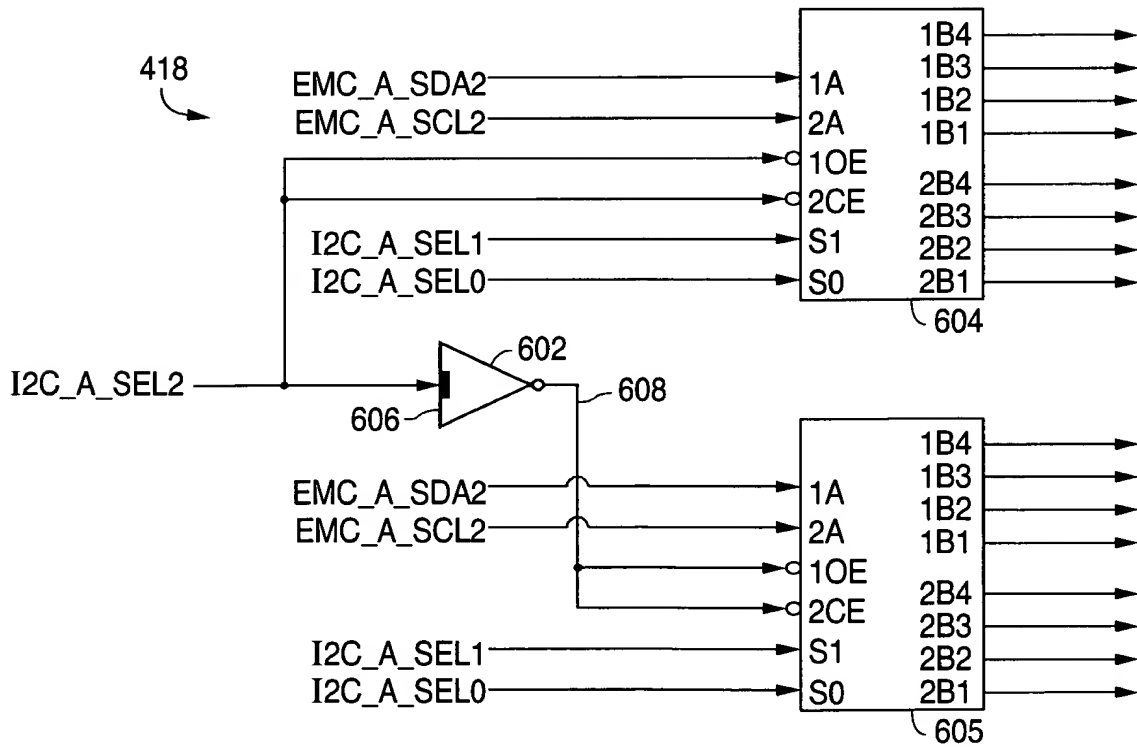 418
EMC_A_SDA2
EMC_A_SCL2
I2C_A_SEL1
I2C_A_SEL0
1A
2A
1OE
2CE
S1
S0
1B4
1B3
1B2
1B1
2B4
2B3
2B2
2B1
604
I2C_A_SEL2
602
606
608
EMC_A_SDA2
EMC_A_SCL2
I2C_A_SEL1
I2C_A_SEL0
1A
2A
1OE
2CE
S1
S0
1B4
1B3
1B2
1B1
2B4
2B3
2B2
2B1
605